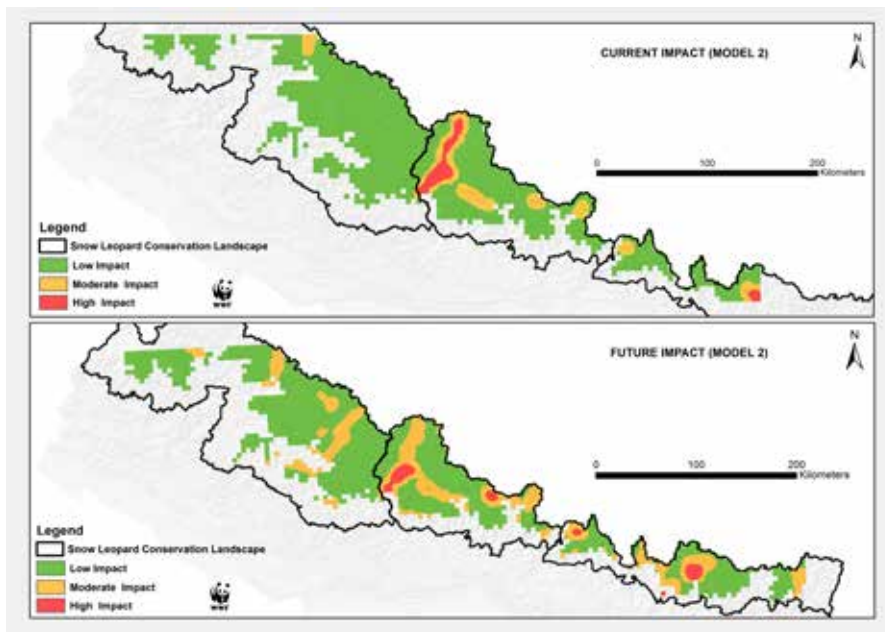 CURRENT IMPACT (MODEL 2)
N
0 100 200
Kilometers
Legend
Snow Leopard Conservation Landscape
Low Impact
Moderate Impact
High Impact
WWF
FUTURE IMPACT (MODEL 2)
N
0 100 200
Kilometers
Legend
Snow Leopard Conservation Landscape
Low Impact
Moderate Impact
High Impact
WWF